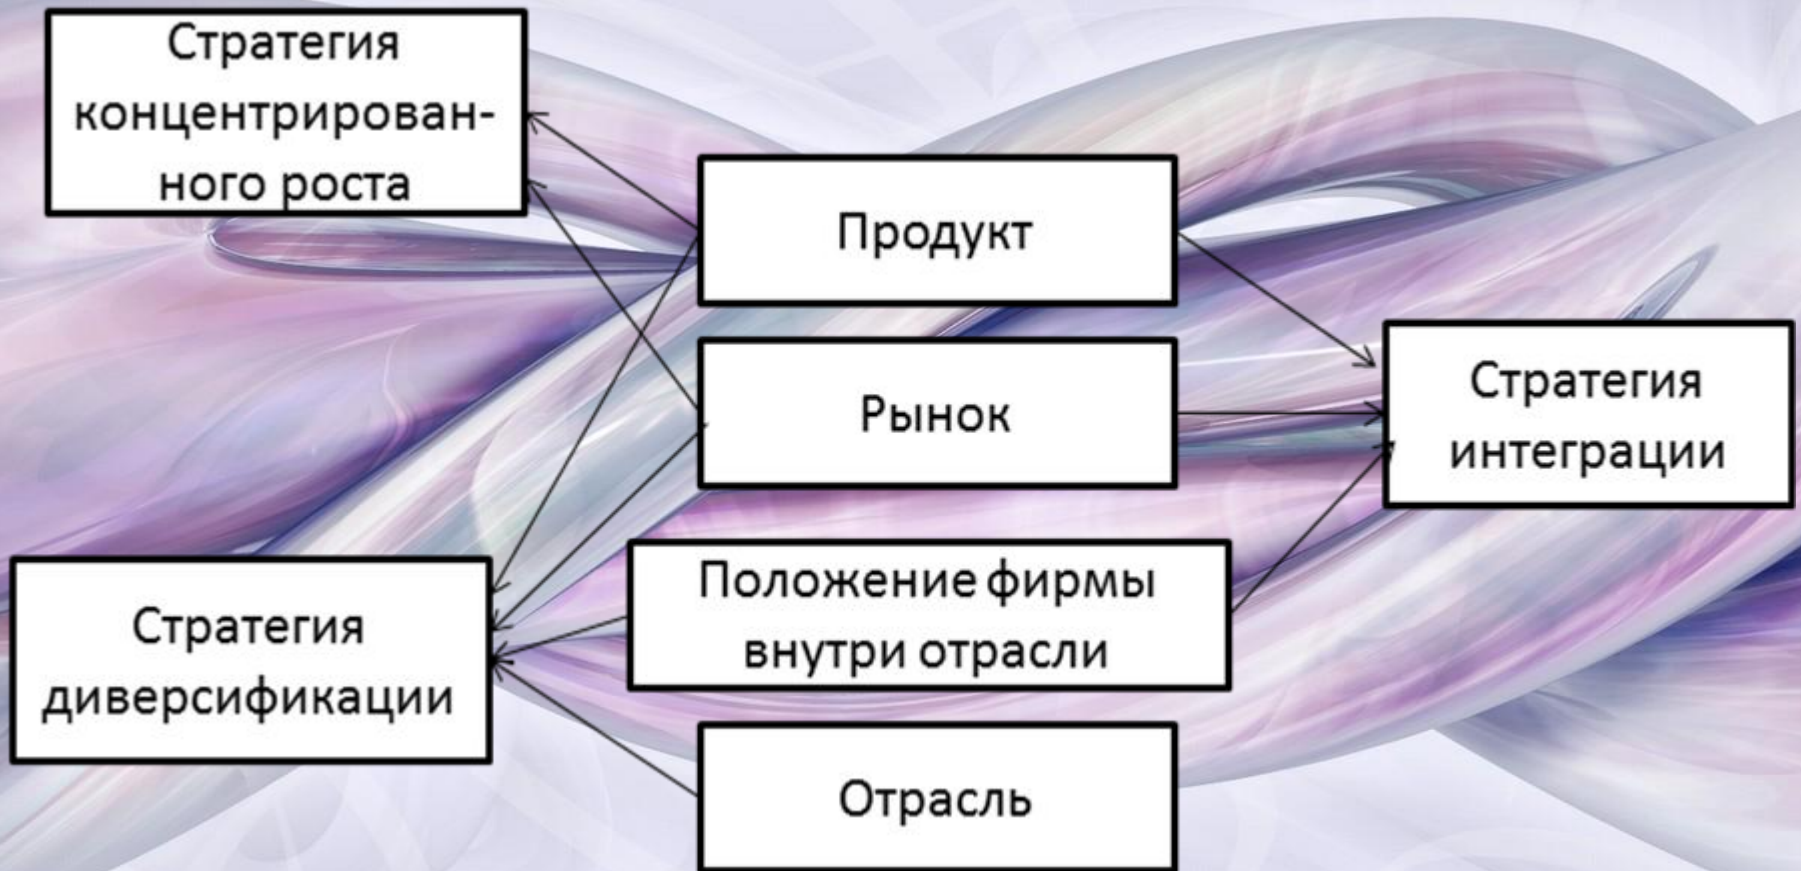 Стратегия
концентрирован-
ного роста
Продукт
Рынок
Стратегия
интеграции
Положение фирмы
внутри отрасли
Стратегия
диверсификации
Отрасль